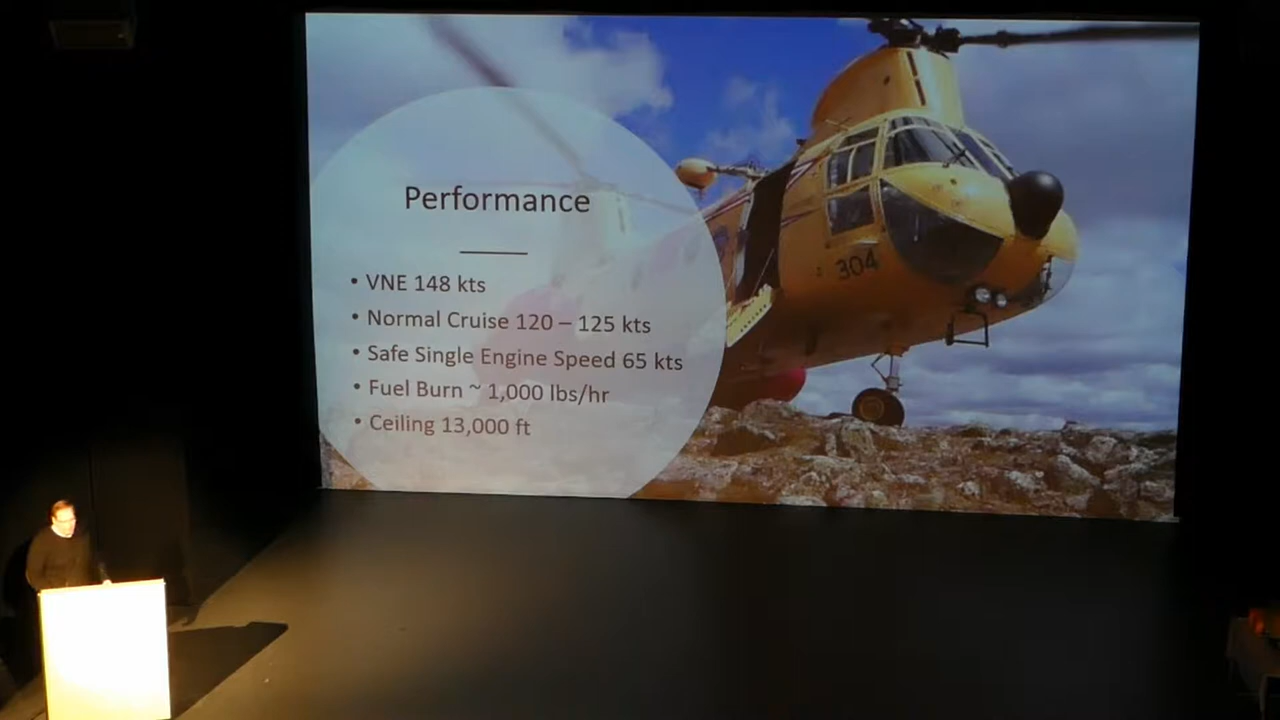 Performance
• VNE 148 kts
• Normal Cruise 120 – 125 kts
• Safe Single Engine Speed 65 kts
• Fuel Burn ~ 1,000 lbs/hr
• Ceiling 13,000 ft
304